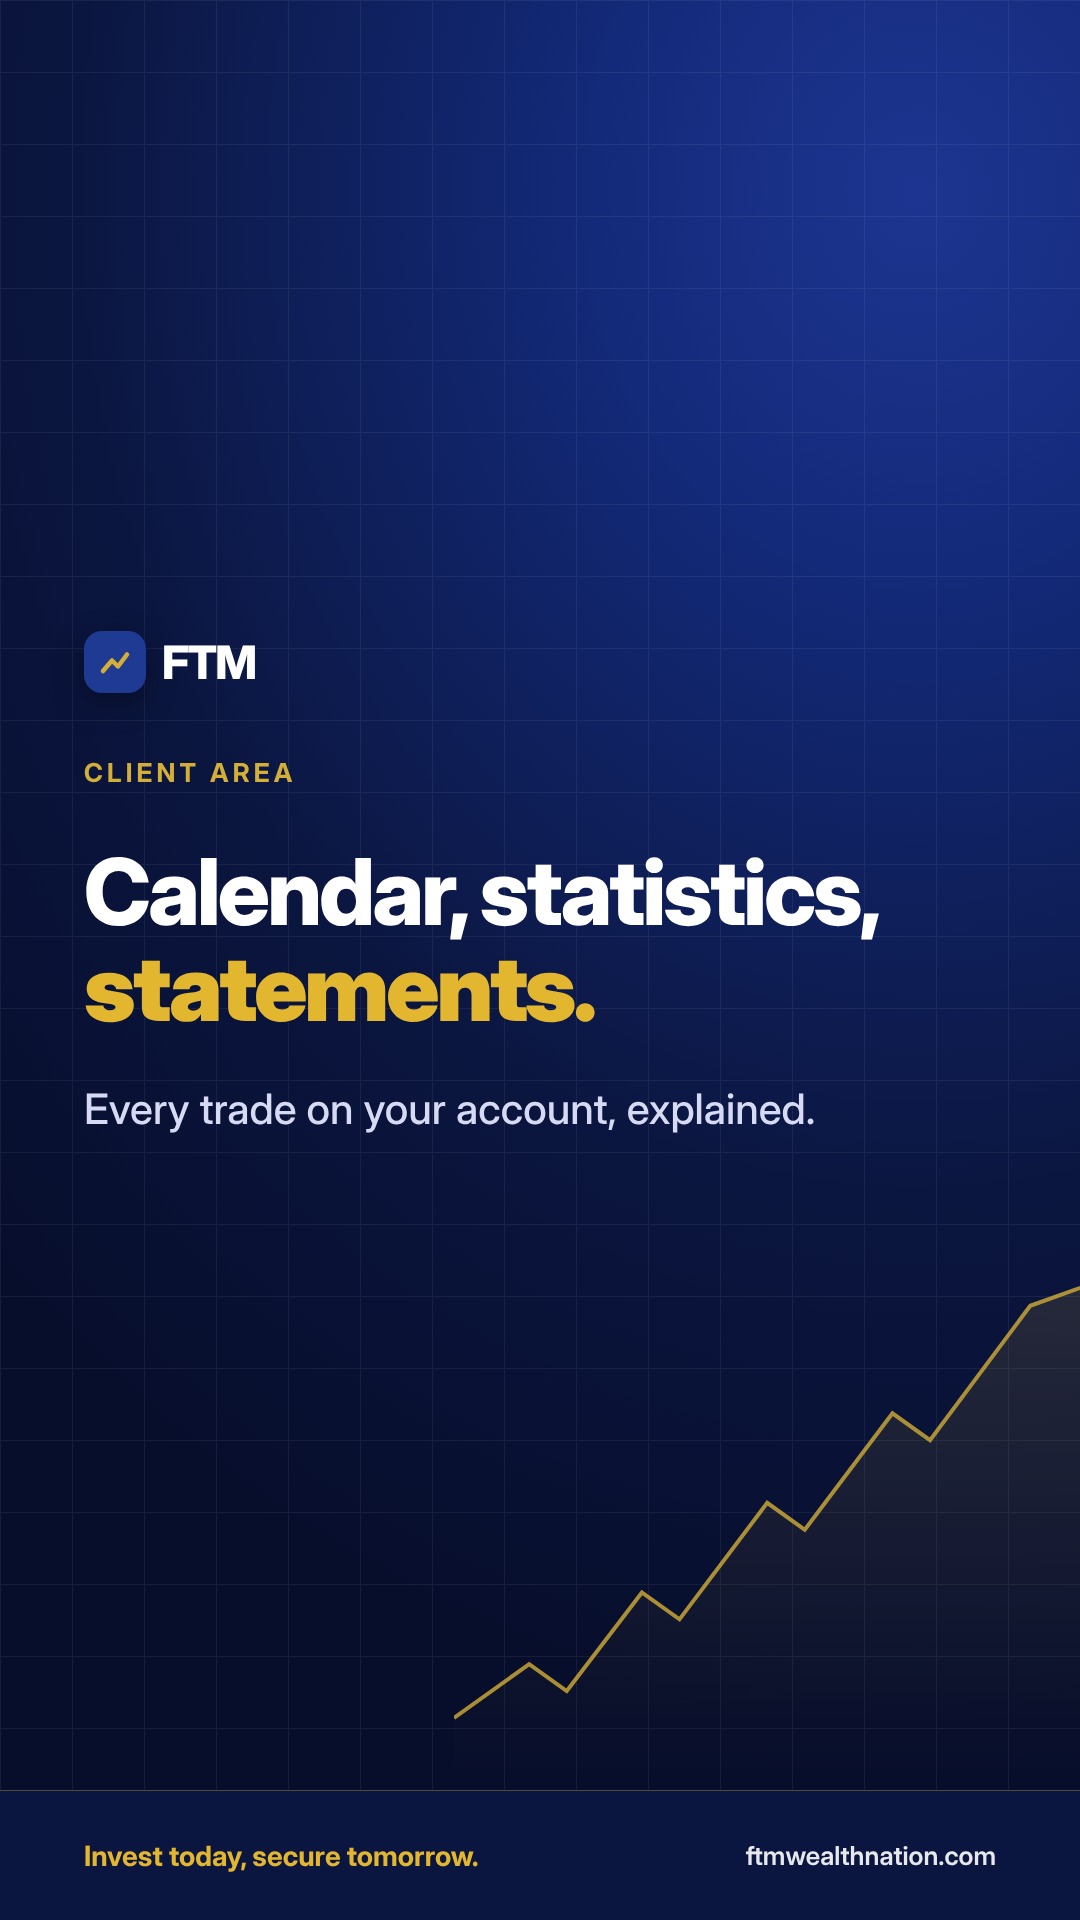 FTM
CLIENT AREA
Calendar, statistics,
statements.
Every trade on your account, explained.
Invest today, secure tomorrow.
ftmwealthnation.com